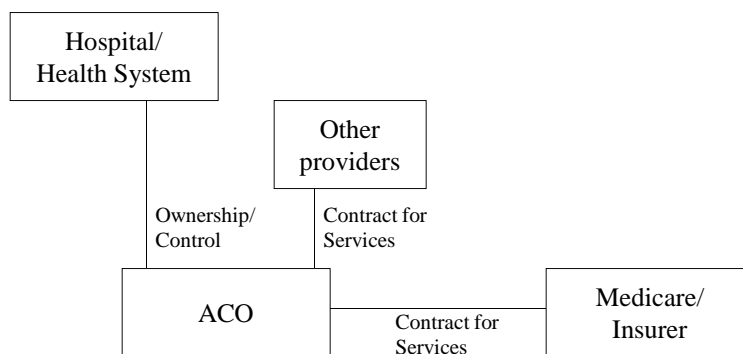 Hospital/
Health System
Other
providers
Ownership/
Control
Contract for
Services
ACO
Contract for
Services
Medicare/
Insurer